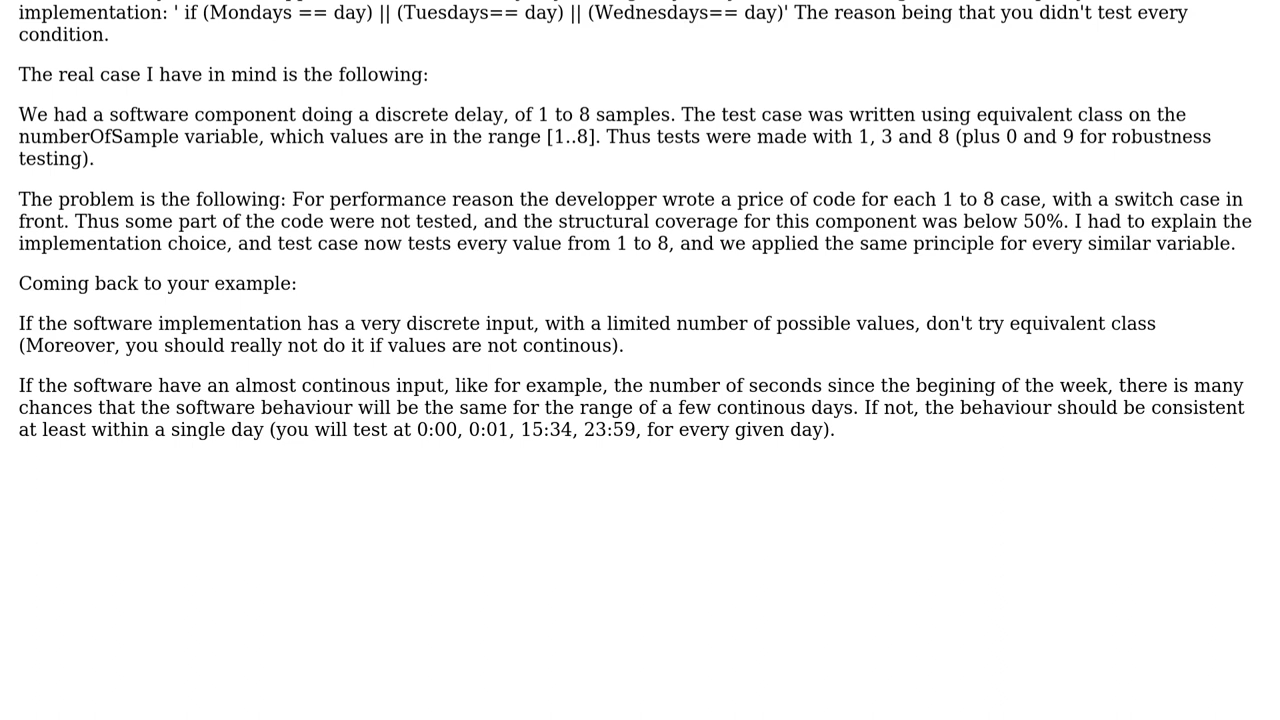 implementation: ' if (Mondays == day) || (Tuesdays== day) || (Wednesdays== day)' The reason being that you didn't test every
condition.
The real case I have in mind is the following:
We had a software component doing a discrete delay, of 1 to 8 samples. The test case was written using equivalent class on the
numberOfSample variable, which values are in the range [1..8]. Thus tests were made with 1, 3 and 8 (plus 0 and 9 for robustness
testing).
The problem is the following: For performance reason the developper wrote a price of code for each 1 to 8 case, with a switch case in
front. Thus some part of the code were not tested, and the structural coverage for this component was below 50%. I had to explain the
implementation choice, and test case now tests every value from 1 to 8, and we applied the same principle for every similar variable.
Coming back to your example:
If the software implementation has a very discrete input, with a limited number of possible values, don't try equivalent class
(Moreover, you should really not do it if values are not continous).
If the software have an almost continous input, like for example, the number of seconds since the begining of the week, there is many
chances that the software behaviour will be the same for the range of a few continous days. If not, the behaviour should be consistent
at least within a single day (you will test at 0:00, 0:01, 15:34, 23:59, for every given day).